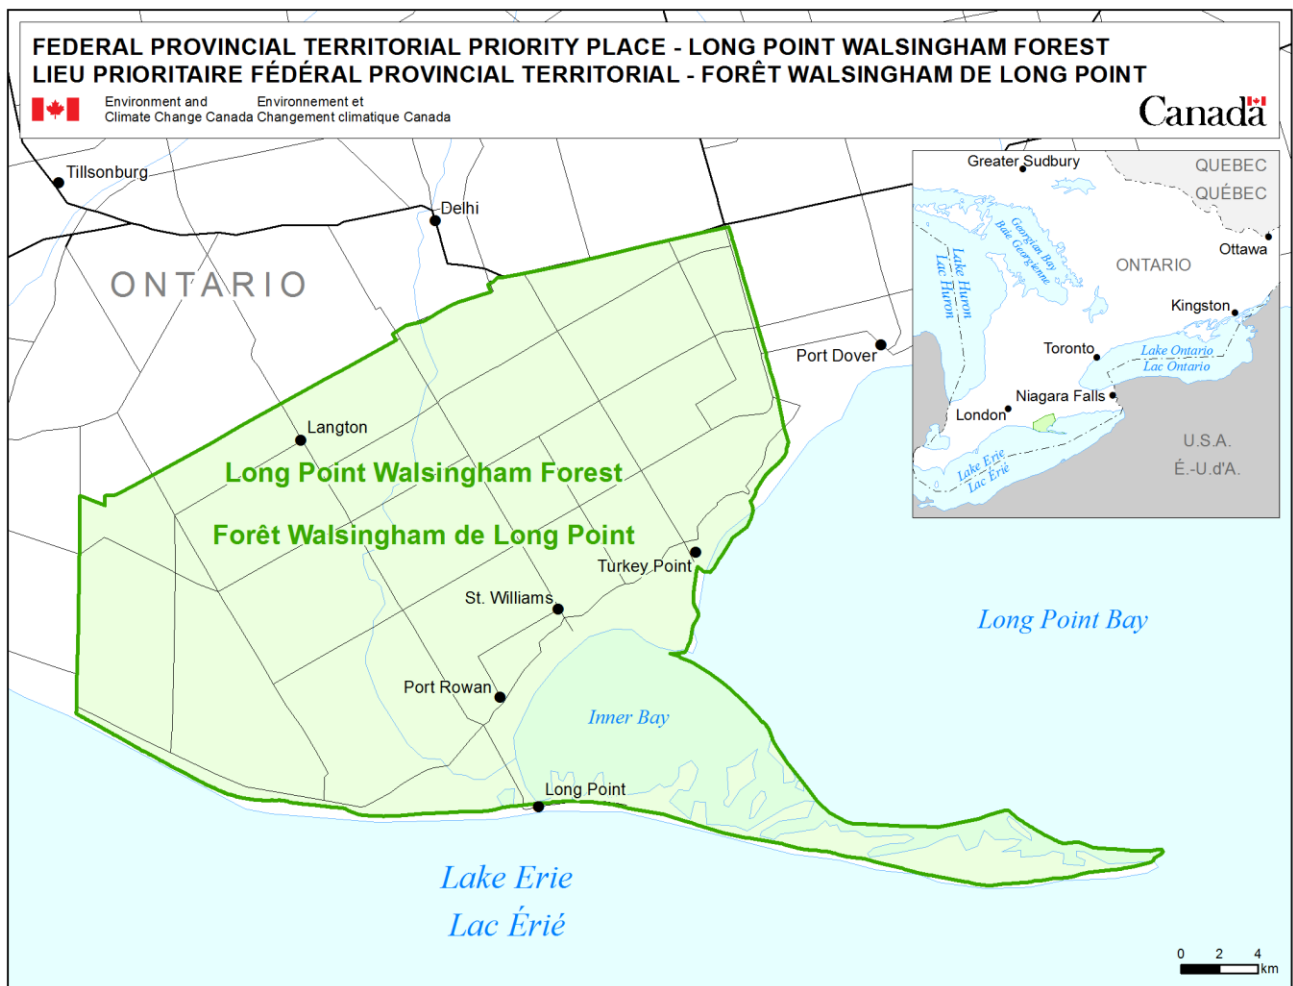 FEDERAL PROVINCIAL TERRITORIAL PRIORITY PLACE - LONG POINT WALSINGHAM FOREST
LIEU PRIORITAIRE FÉDÉRAL PROVINCIAL TERRITORIAL - FORÊT WALSINGHAM DE LONG POINT
Environment and
Climate Change Canada
Environnement et
Changement climatique Canada
Canada
Tillsonburg
Delhi
ONTARIO
Port Dover
Langton
Long Point Walsingham Forest
Forêt Walsingham de Long Point
Turkey Point
St. Williams
Port Rowan
Inner Bay
Long Point
Long Point Bay
Lake Erie
Lac Érié
Greater Sudbury
QUEBEC
QUÉBEC
Ottawa
Georgian Bay
Baie Georgienne
Lake Huron
Lac Huron
ONTARIO
Kingston
Toronto
Lake Ontario
Lac Ontario
Niagara Falls
London
Lake Erie
Lac Érié
U.S.A.
É.-U.d'A.
0 2 4
km